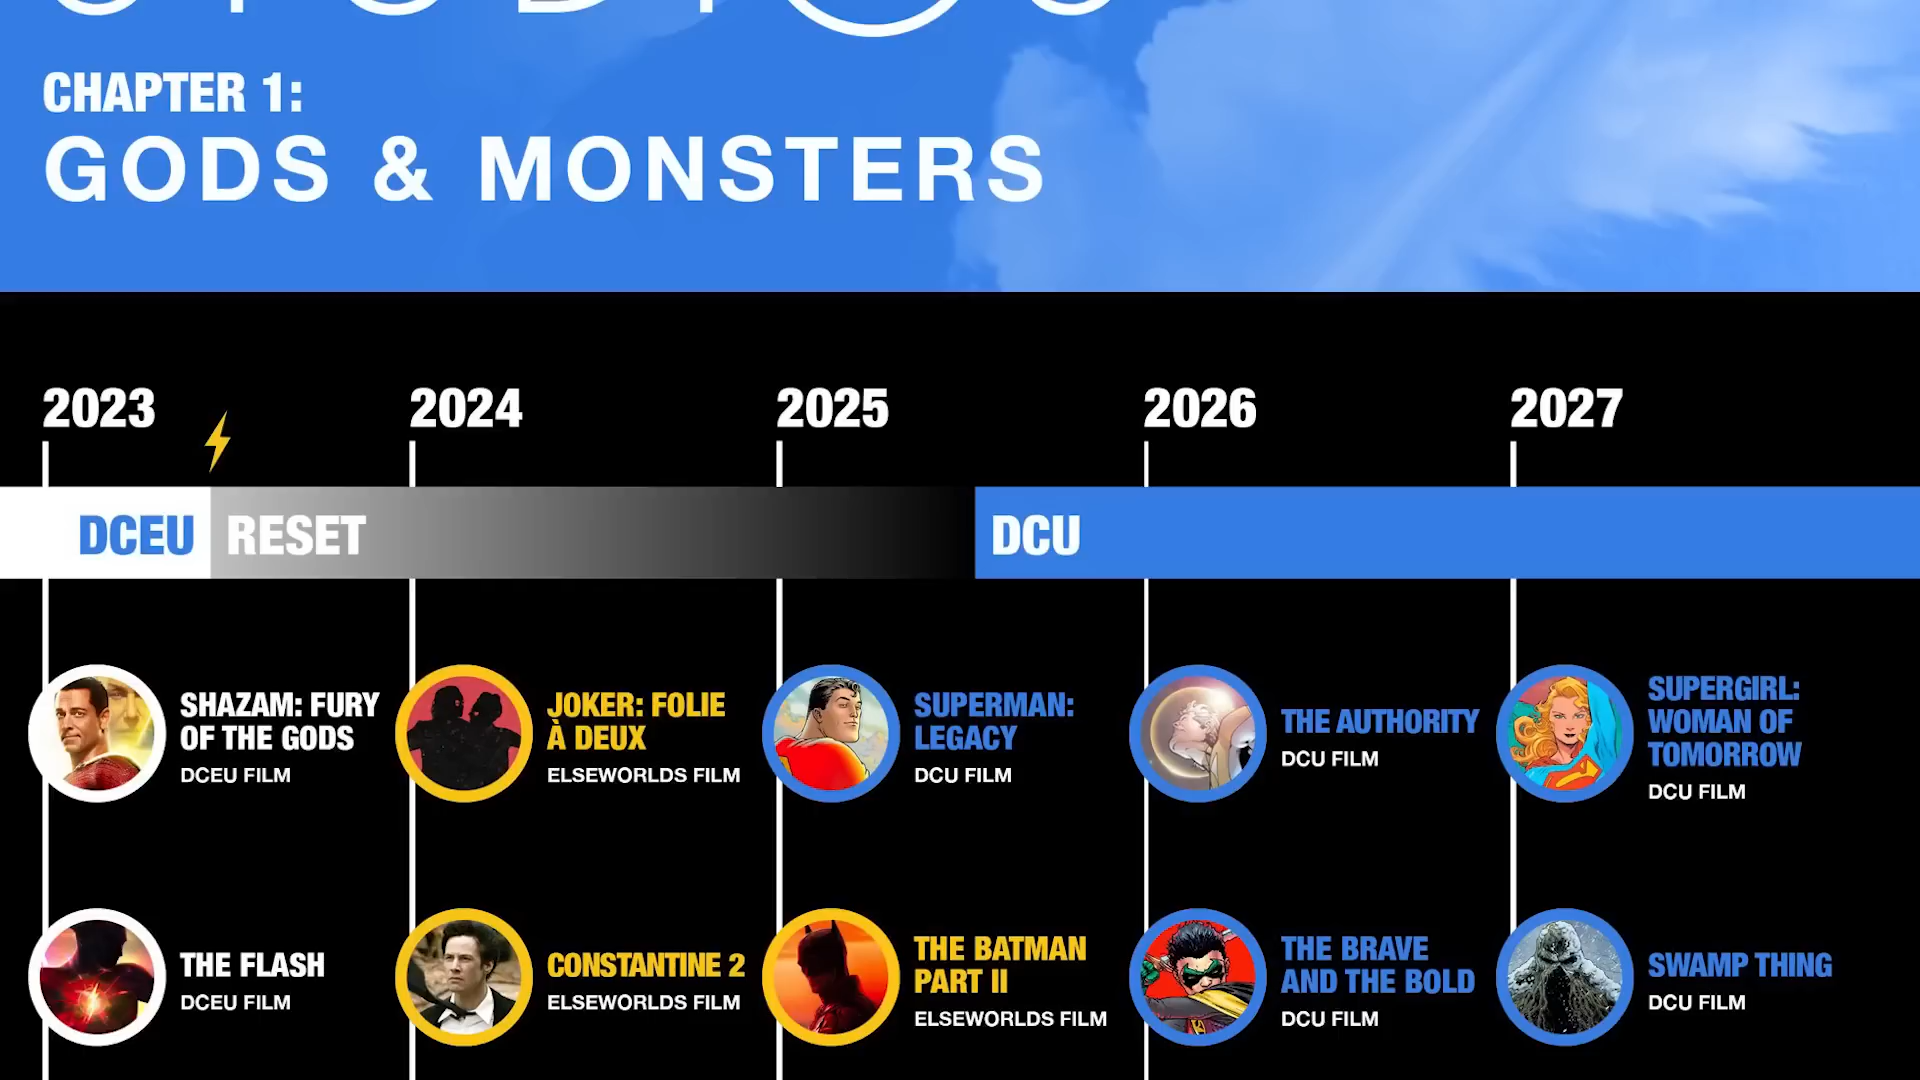 STUDIOS
CHAPTER 1:
GODS & MONSTERS
2023
2024
2025
2026
2027
DCEU
RESET
DCU
SHAZAM: FURY
OF THE GODS
DCEU FILM
JOKER: FOLIE
À DEUX
ELSEWORLDS FILM
SUPERMAN:
LEGACY
DCU FILM
THE AUTHORITY
DCU FILM
SUPERGIRL:
WOMAN OF
TOMORROW
DCU FILM
THE FLASH
DCEU FILM
CONSTANTINE 2
ELSEWORLDS FILM
THE BATMAN
PART II
ELSEWORLDS FILM
THE BRAVE
AND THE BOLD
DCU FILM
SWAMP THING
DCU FILM